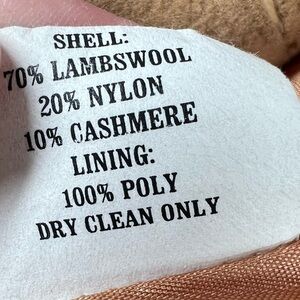 SHELL:
70% LAMBSWOOL
20% NYLON
10% CASHMERE
LINING:
100% POLY
DRY CLEAN ONLY